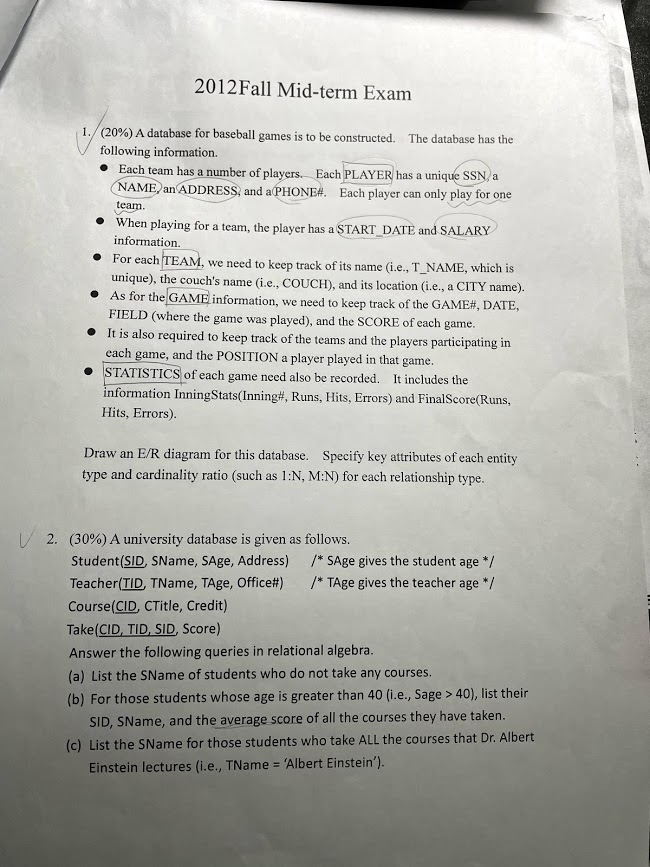 2012Fall Mid-term Exam
1. (20%) A database for baseball games is to be constructed. The database has the
following information.
● Each team has a number of players. Each PLAYER has a unique SSN, a
NAME, an ADDRESS, and a PHONE#. Each player can only play for one
team.
● When playing for a team, the player has a START_DATE and SALARY
information.
● For each TEAM, we need to keep track of its name (i.e., T_NAME, which is
unique), the couch's name (i.e., COUCH), and its location (i.e., a CITY name).
● As for the GAME information, we need to keep track of the GAME#, DATE,
FIELD (where the game was played), and the SCORE of each game.
● It is also required to keep track of the teams and the players participating in
each game, and the POSITION a player played in that game.
● STATISTICS of each game need also be recorded. It includes the
information InningStats(Inning#, Runs, Hits, Errors) and FinalScore(Runs,
Hits, Errors).
Draw an E/R diagram for this database. Specify key attributes of each entity
type and cardinality ratio (such as 1:N, M:N) for each relationship type.
2. (30%) A university database is given as follows.
Student(SID, SName, SAge, Address) /* SAge gives the student age */
Teacher(TID, TName, TAge, Office#) /* TAge gives the teacher age */
Course(CID, CTitle, Credit)
Take(CID, TID, SID, Score)
Answer the following queries in relational algebra.
(a) List the SName of students who do not take any courses.
(b) For those students whose age is greater than 40 (i.e., Sage > 40), list their
SID, SName, and the average score of all the courses they have taken.
(c) List the SName for those students who take ALL the courses that Dr. Albert
Einstein lectures (i.e., TName = ‘Albert Einstein’).